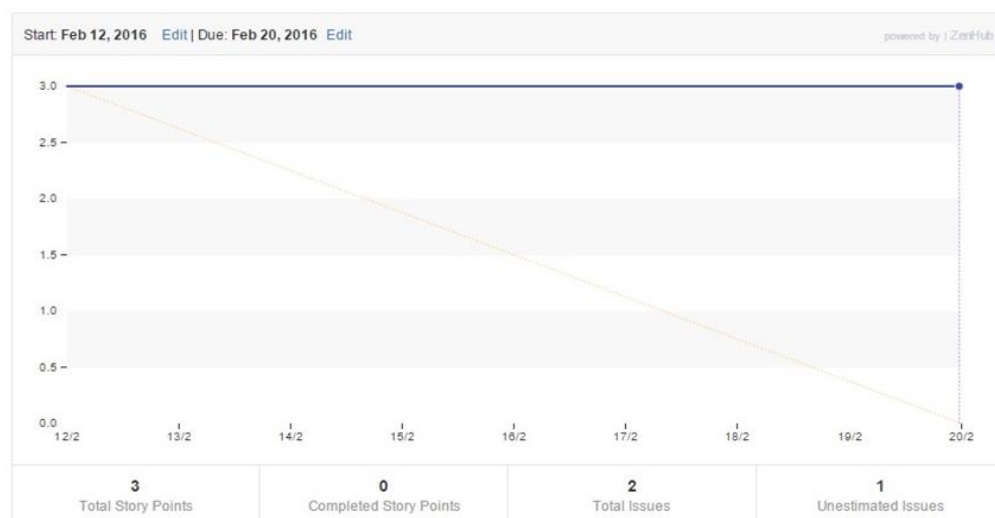 Start: Feb 12, 2016 Edit | Due: Feb 20, 2016 Edit
powered by ZenHub
3.0
2.5
2.0
1.5
1.0
0.5
0.0
12/2 13/2 14/2 15/2 16/2 17/2 18/2 19/2 20/2
3 0 2 1
Total Story Points Completed Story Points Total Issues Unestimated Issues